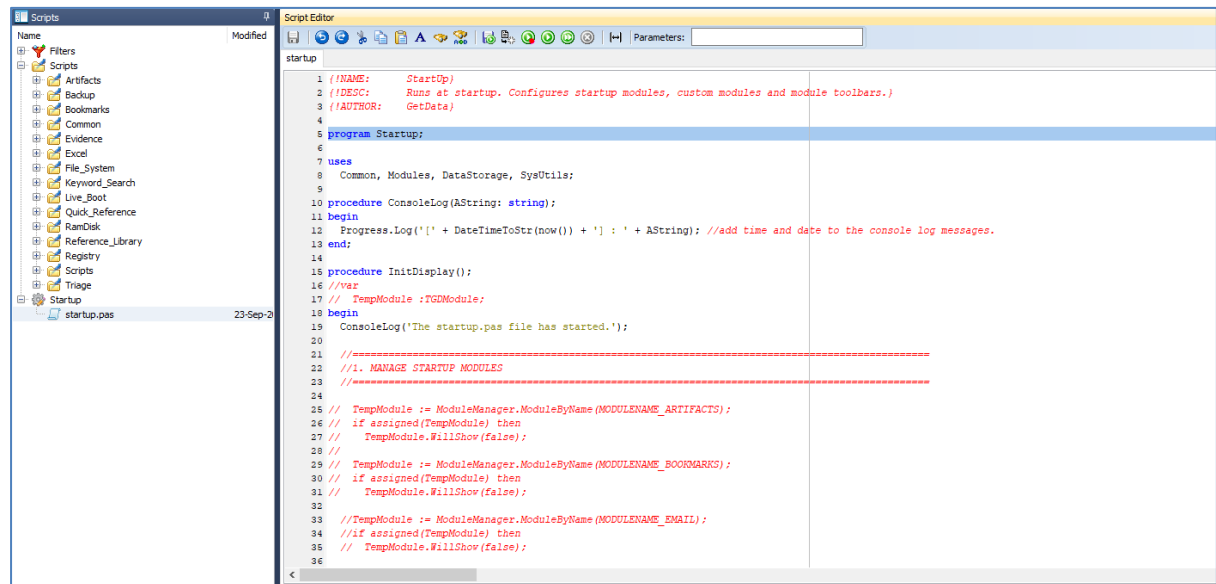 Scripts
Name Modified
Filters
Scripts
Artifacts
Backup
Bookmarks
Common
Evidence
Excel
File_System
Keyword_Search
Live_Boot
Quick_Reference
RamDisk
Reference_Library
Registry
Scripts
Triage
Startup
startup.pas 23-Sep-2
Script Editor
Parameters:
startup
1 {!NAME: StartUp}
2 {!DESC: Runs at startup. Configures startup modules, custom modules and module toolbars.}
3 {!AUTHOR: GetData}
4
5 program Startup;
6
7 uses
8 Common, Modules, DataStorage, SysUtils;
9
10 procedure ConsoleLog(AString: string);
11 begin
12 Progress.Log('[' + DateTimeToStr(now()) + '] : ' + AString); //add time and date to the console log messages.
13 end;
14
15 procedure InitDisplay();
16 //var
17 // TempModule :TGDModule;
18 begin
19 ConsoleLog('The startup.pas file has started.');
20
21 //================================================================================================
22 //1. MANAGE STARTUP MODULES
23 //================================================================================================
24
25 // TempModule := ModuleManager.ModuleByName(MODULENAME_ARTIFACTS);
26 // if assigned(TempModule) then
27 // TempModule.WillShow(false);
28 //
29 // TempModule := ModuleManager.ModuleByName(MODULENAME_BOOKMARKS);
30 // if assigned(TempModule) then
31 // TempModule.WillShow(false);
32
33 //TempModule := ModuleManager.ModuleByName(MODULENAME_EMAIL);
34 //if assigned(TempModule) then
35 // TempModule.WillShow(false);
36